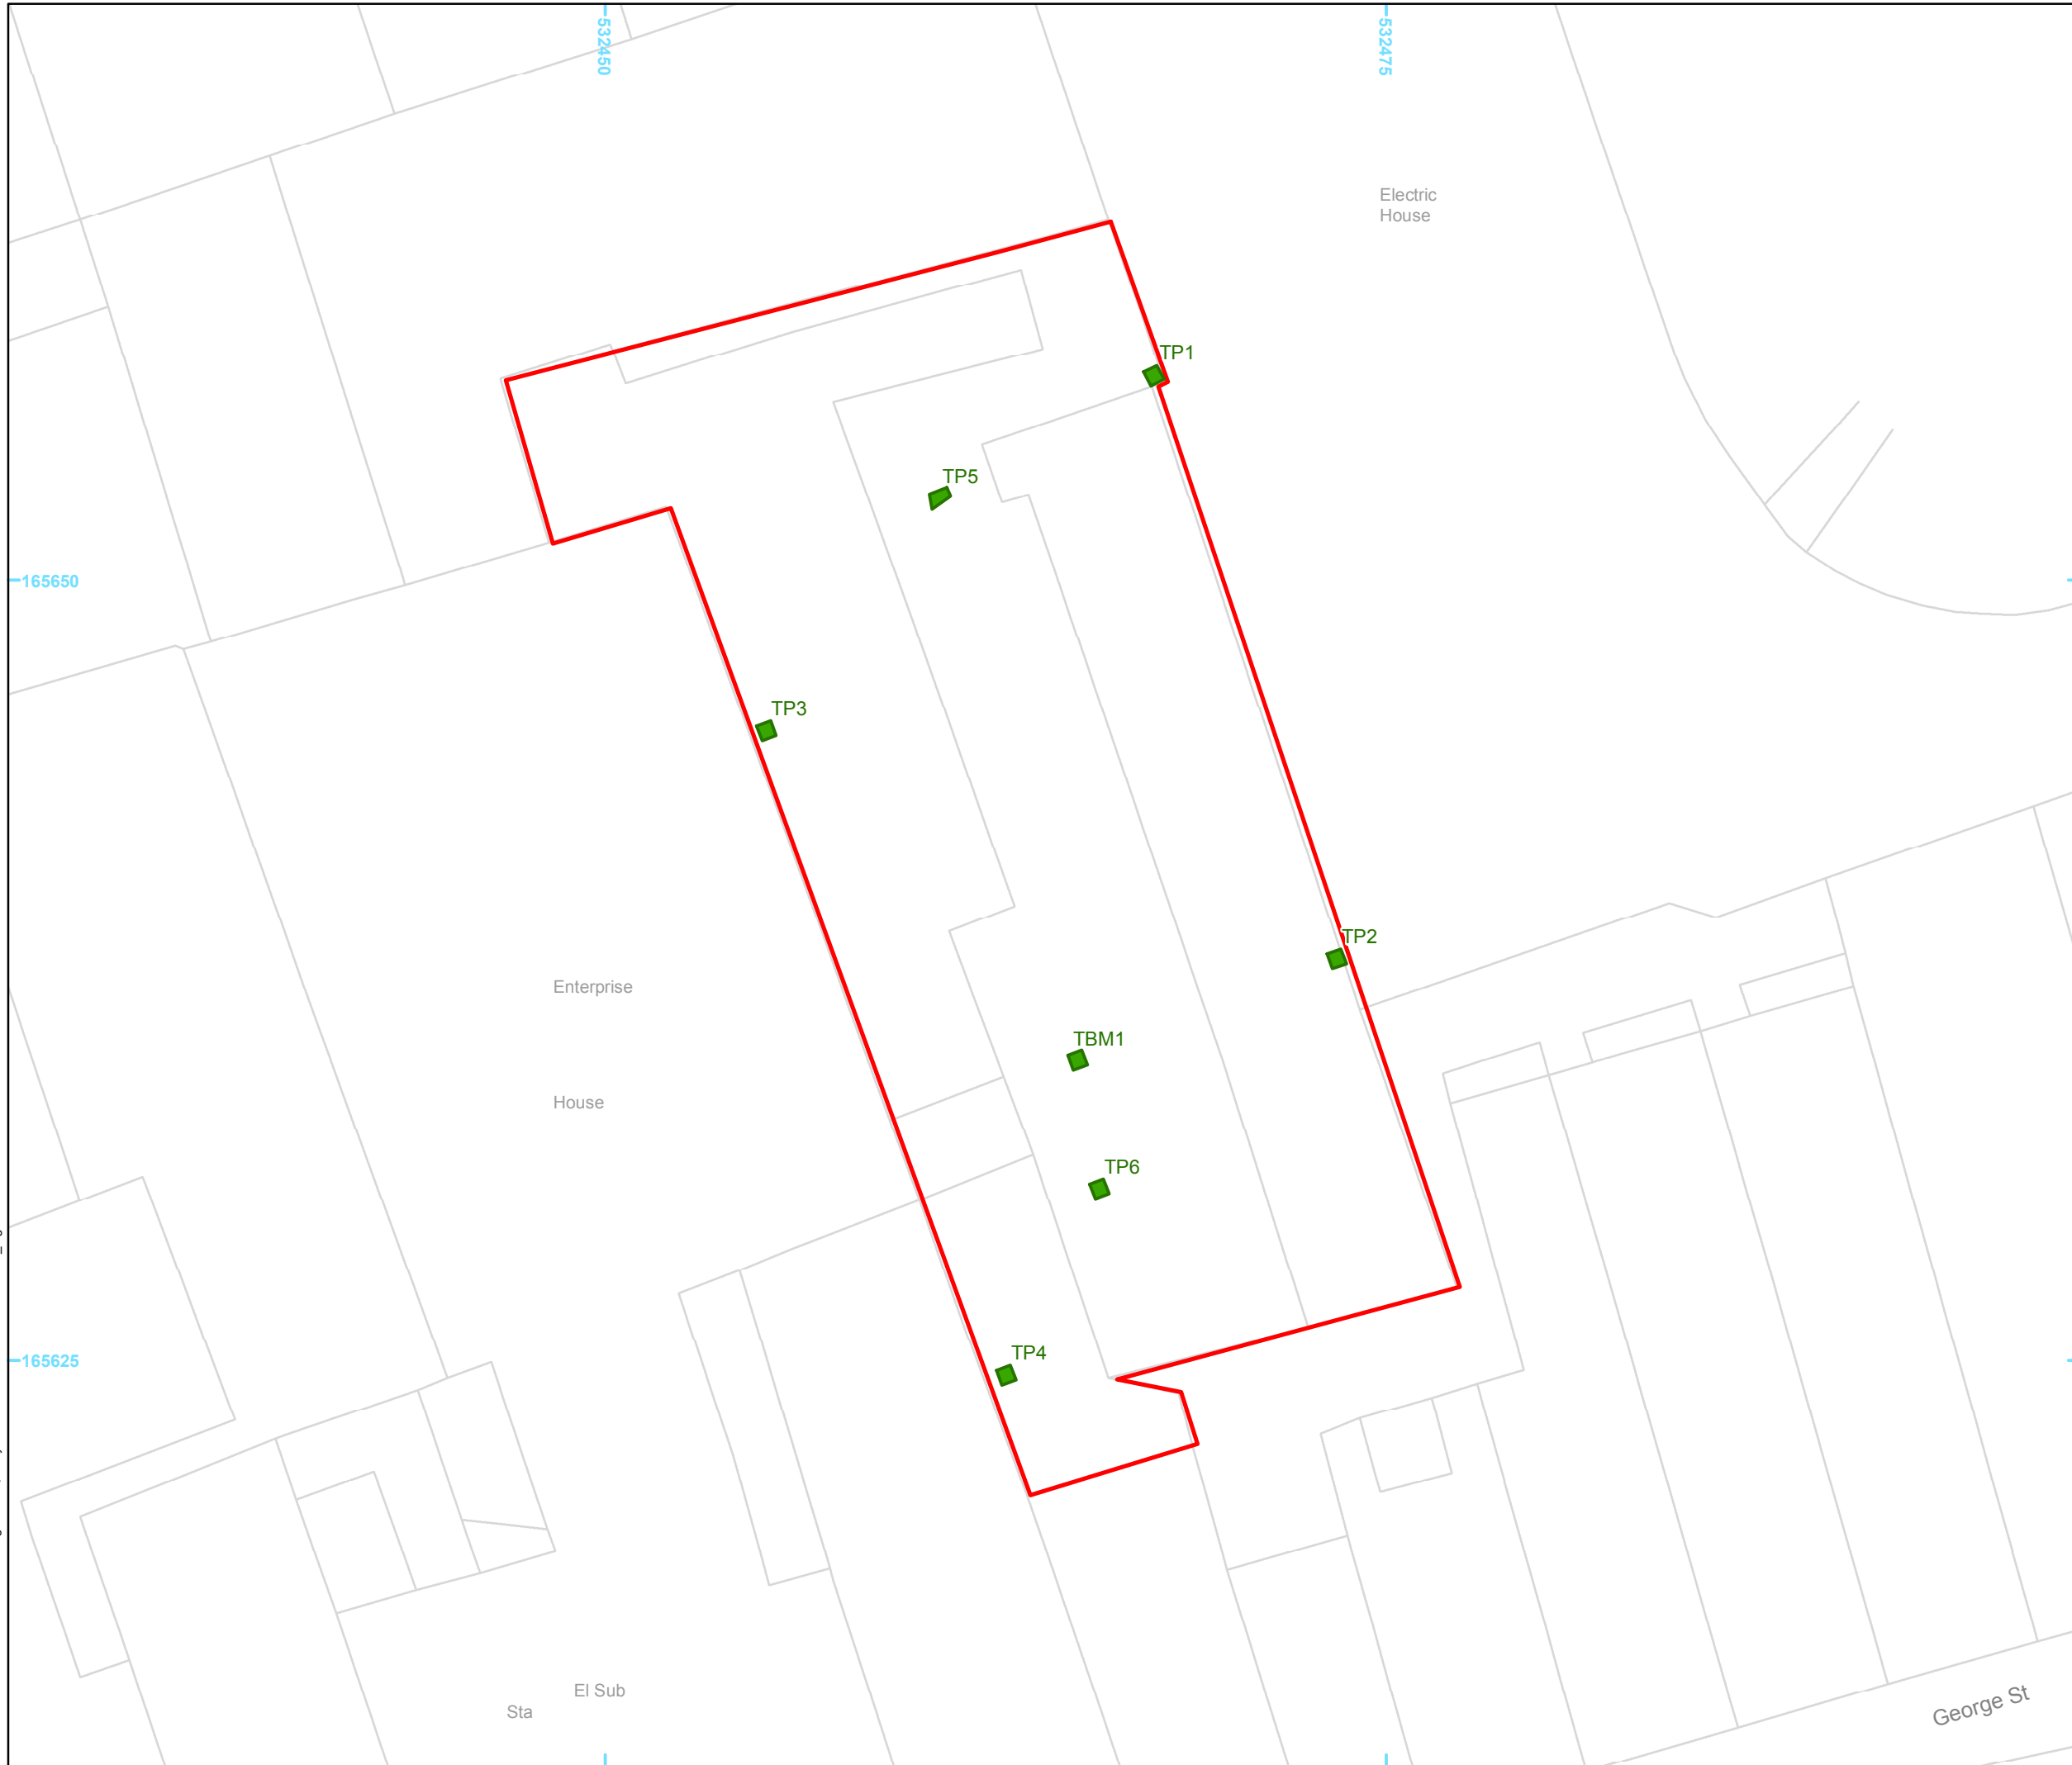 532450
532475
Electric
House
TP1
TP5
165650
TP3
TP2
Enterprise
TBM1
House
TP6
TP4
165625
El Sub
Sta
George St